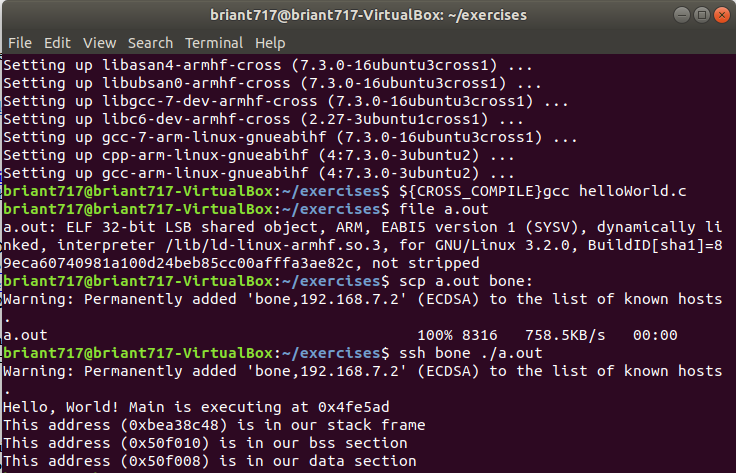 briant717@briant717-VirtualBox: ~/exercises
File Edit View Search Terminal Help
Setting up libasan4-armhf-cross (7.3.0-16ubuntu3cross1) ...
Setting up libubsan0-armhf-cross (7.3.0-16ubuntu3cross1) ...
Setting up libgcc-7-dev-armhf-cross (7.3.0-16ubuntu3cross1) ...
Setting up libc6-dev-armhf-cross (2.27-3ubuntu1cross1) ...
Setting up gcc-7-arm-linux-gnueabihf (7.3.0-16ubuntu3cross1) ...
Setting up cpp-arm-linux-gnueabihf (4:7.3.0-3ubuntu2) ...
Setting up gcc-arm-linux-gnueabihf (4:7.3.0-3ubuntu2) ...
briant717@briant717-VirtualBox:~/exercises$ ${CROSS_COMPILE}gcc helloWorld.c
briant717@briant717-VirtualBox:~/exercises$ file a.out
a.out: ELF 32-bit LSB shared object, ARM, EABI5 version 1 (SYSV), dynamically li
nked, interpreter /lib/ld-linux-armhf.so.3, for GNU/Linux 3.2.0, BuildID[sha1]=8
9eca60740981a100d24beb85cc00afffa3ae82c, not stripped
briant717@briant717-VirtualBox:~/exercises$ scp a.out bone:
Warning: Permanently added 'bone,192.168.7.2' (ECDSA) to the list of known hosts
.
a.out 100% 8316 758.5KB/s 00:00
briant717@briant717-VirtualBox:~/exercises$ ssh bone ./a.out
Warning: Permanently added 'bone,192.168.7.2' (ECDSA) to the list of known hosts
.
Hello, World! Main is executing at 0x4fe5ad
This address (0xbea38c48) is in our stack frame
This address (0x50f010) is in our bss section
This address (0x50f008) is in our data section